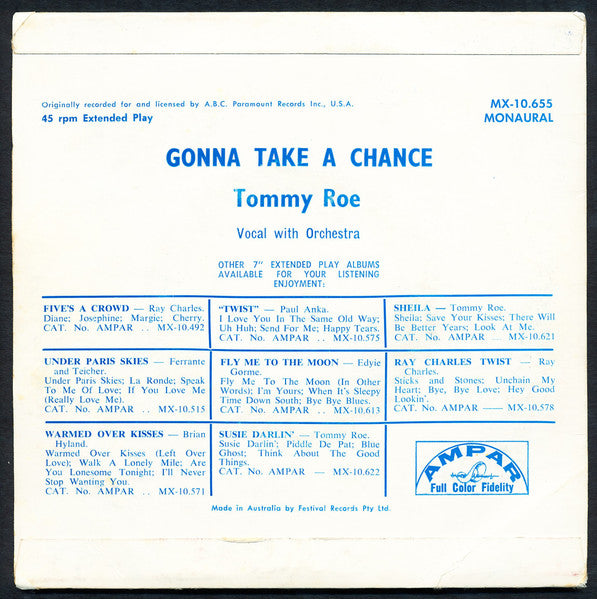 Originally recorded for and licensed by A.B.C. Paramount Records Inc., U.S.A.
45 rpm Extended Play
MX-10.655
MONAURAL
GONNA TAKE A CHANCE
Tommy Roe
Vocal with Orchestra
OTHER 7" EXTENDED PLAY ALBUMS
AVAILABLE FOR YOUR LISTENING
ENJOYMENT:
FIVE'S A CROWD — Ray Charles.
Diane; Josephine; Margie; Cherry.
CAT. No. AMPAR .. MX-10.492
"TWIST" — Paul Anka.
I Love You In The Same Old Way;
Uh Huh; Send For Me; Happy Tears.
CAT. No. AMPAR .. MX-10.575
SHEILA — Tommy Roe.
Sheila; Save Your Kisses; There Will
Be Better Years; Look At Me.
CAT. No. AMPAR ... MX-10.621
UNDER PARIS SKIES — Ferrante
and Teicher.
Under Paris Skies; La Ronde; Speak
To Me Of Love; If You Love Me
(Really Love Me).
CAT. No. AMPAR .. MX-10.515
FLY ME TO THE MOON — Edyie
Gorme.
Fly Me To The Moon (In Other
Words); I'm Yours; When It's Sleepy
Time Down South; Bye Bye Blues.
CAT. No. AMPAR .. MX-10.613
RAY CHARLES TWIST — Ray
Charles.
Sticks and Stones; Unchain My
Heart; Bye, Bye Love; Hey Good
Lookin'.
CAT. No. AMPAR —— MX-10.578
WARMED OVER KISSES — Brian
Hyland.
Warmed Over Kisses (Left Over
Love); Walk A Lonely Mile; Are
You Lonesome Tonight; I'll Never
Stop Wanting You.
CAT. No. AMPAR .. MX-10.571
SUSIE DARLIN' — Tommy Roe.
Susie Darlin'; Piddle De Pat; Blue
Ghost; Think About The Good
Things.
CAT. No. AMPAR — MX-10.622
AMPAR
Full Color Fidelity
Made in Australia by Festival Records Pty Ltd.